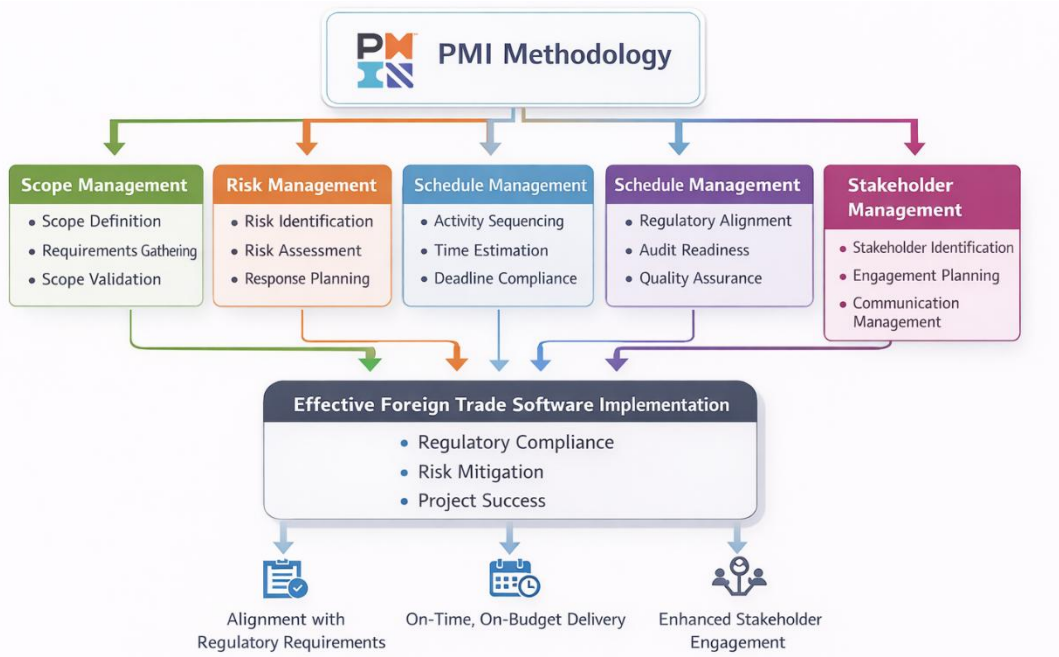 PMI Methodology
Scope Management
• Scope Definition
• Requirements Gathering
• Scope Validation
Risk Management
• Risk Identification
• Risk Assessment
• Response Planning
Schedule Management
• Activity Sequencing
• Time Estimation
• Deadline Compliance
Schedule Management
• Regulatory Alignment
• Audit Readiness
• Quality Assurance
Stakeholder
Management
• Stakeholder Identification
• Engagement Planning
• Communication
Management
Effective Foreign Trade Software Implementation
• Regulatory Compliance
• Risk Mitigation
• Project Success
Alignment with
Regulatory Requirements
On-Time, On-Budget Delivery
Enhanced Stakeholder
Engagement